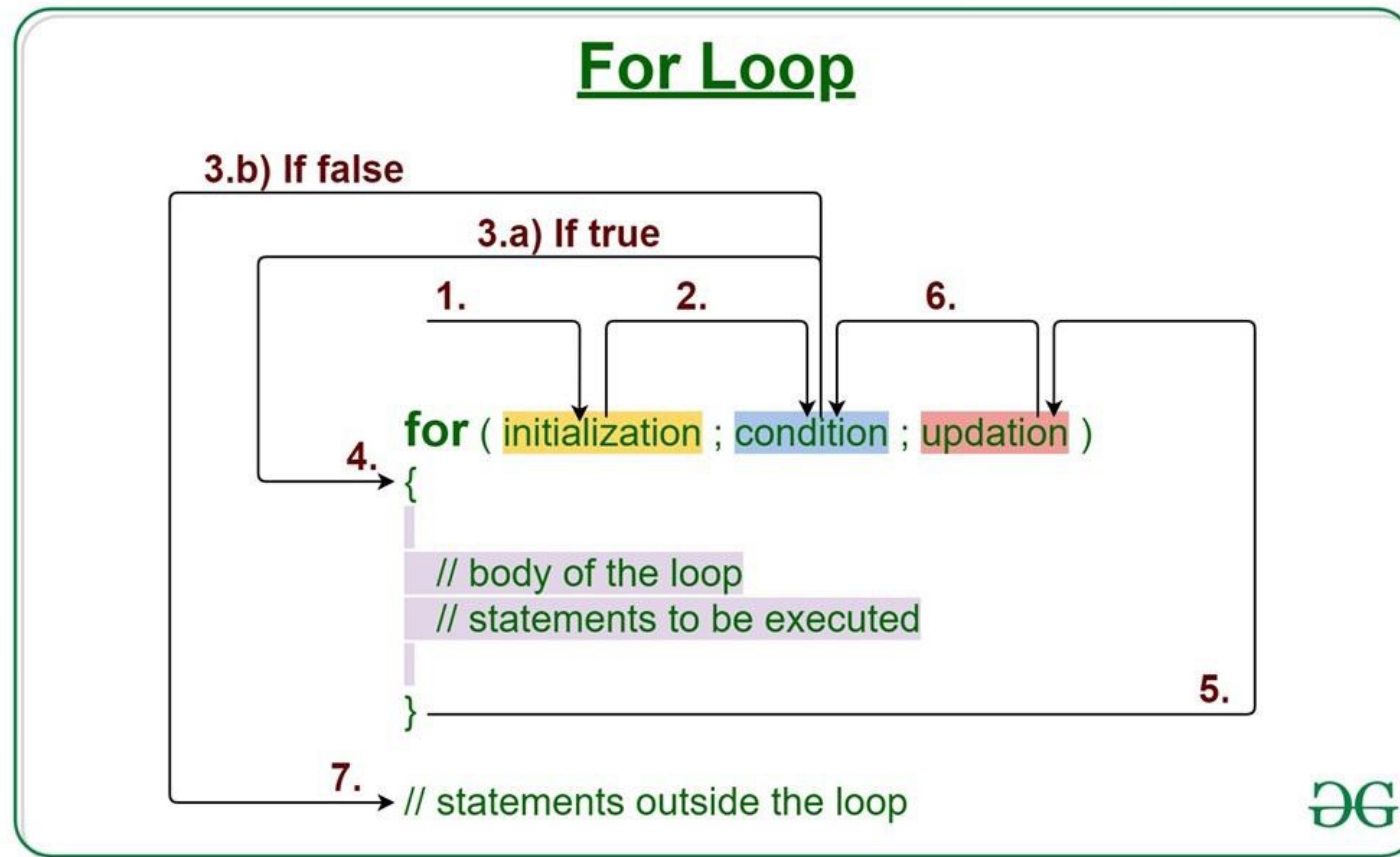 For Loop
3.b) If false
3.a) If true
1. 2. 6.
for ( initialization ; condition ; updation )
4.
{
// body of the loop
// statements to be executed
5.
}
7.
// statements outside the loop